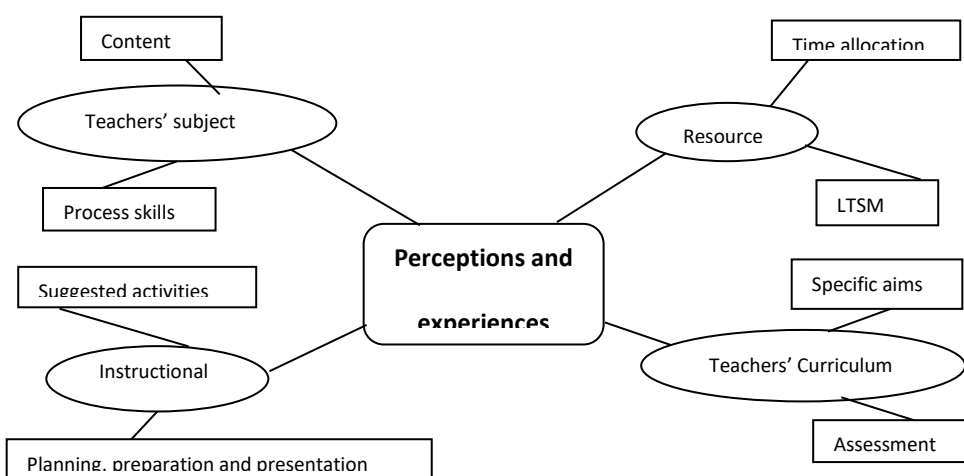 Content
Time allocation
Teachers’ subject
Resource
Process skills
LTSM
Perceptions and
experiences
Suggested activities
Specific aims
Instructional
Teachers’ Curriculum
Assessment
Planning, preparation and presentation